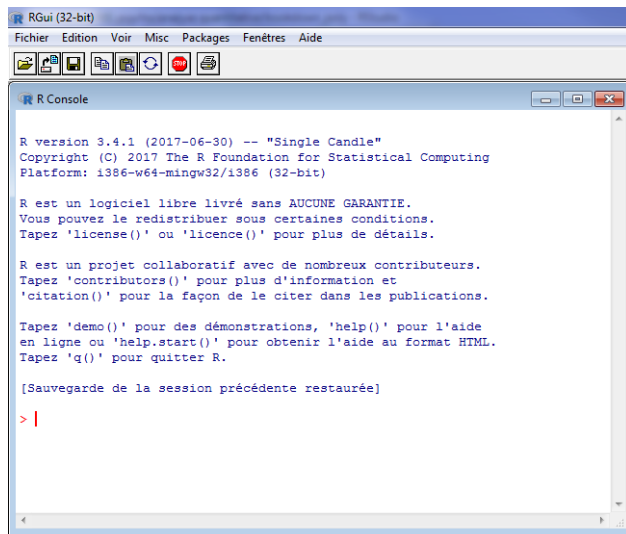 RGui (32-bit)
Fichier Edition Voir Misc Packages Fenêtres Aide
STOP
R Console
R version 3.4.1 (2017-06-30) -- "Single Candle"
Copyright (C) 2017 The R Foundation for Statistical Computing
Platform: i386-w64-mingw32/i386 (32-bit)
R est un logiciel libre livré sans AUCUNE GARANTIE.
Vous pouvez le redistribuer sous certaines conditions.
Tapez 'license()' ou 'licence()' pour plus de détails.
R est un projet collaboratif avec de nombreux contributeurs.
Tapez 'contributors()' pour plus d'information et
'citation()' pour la façon de le citer dans les publications.
Tapez 'demo()' pour des démonstrations, 'help()' pour l'aide
en ligne ou 'help.start()' pour obtenir l'aide au format HTML.
Tapez 'q()' pour quitter R.
[Sauvegarde de la session précédente restaurée]
>